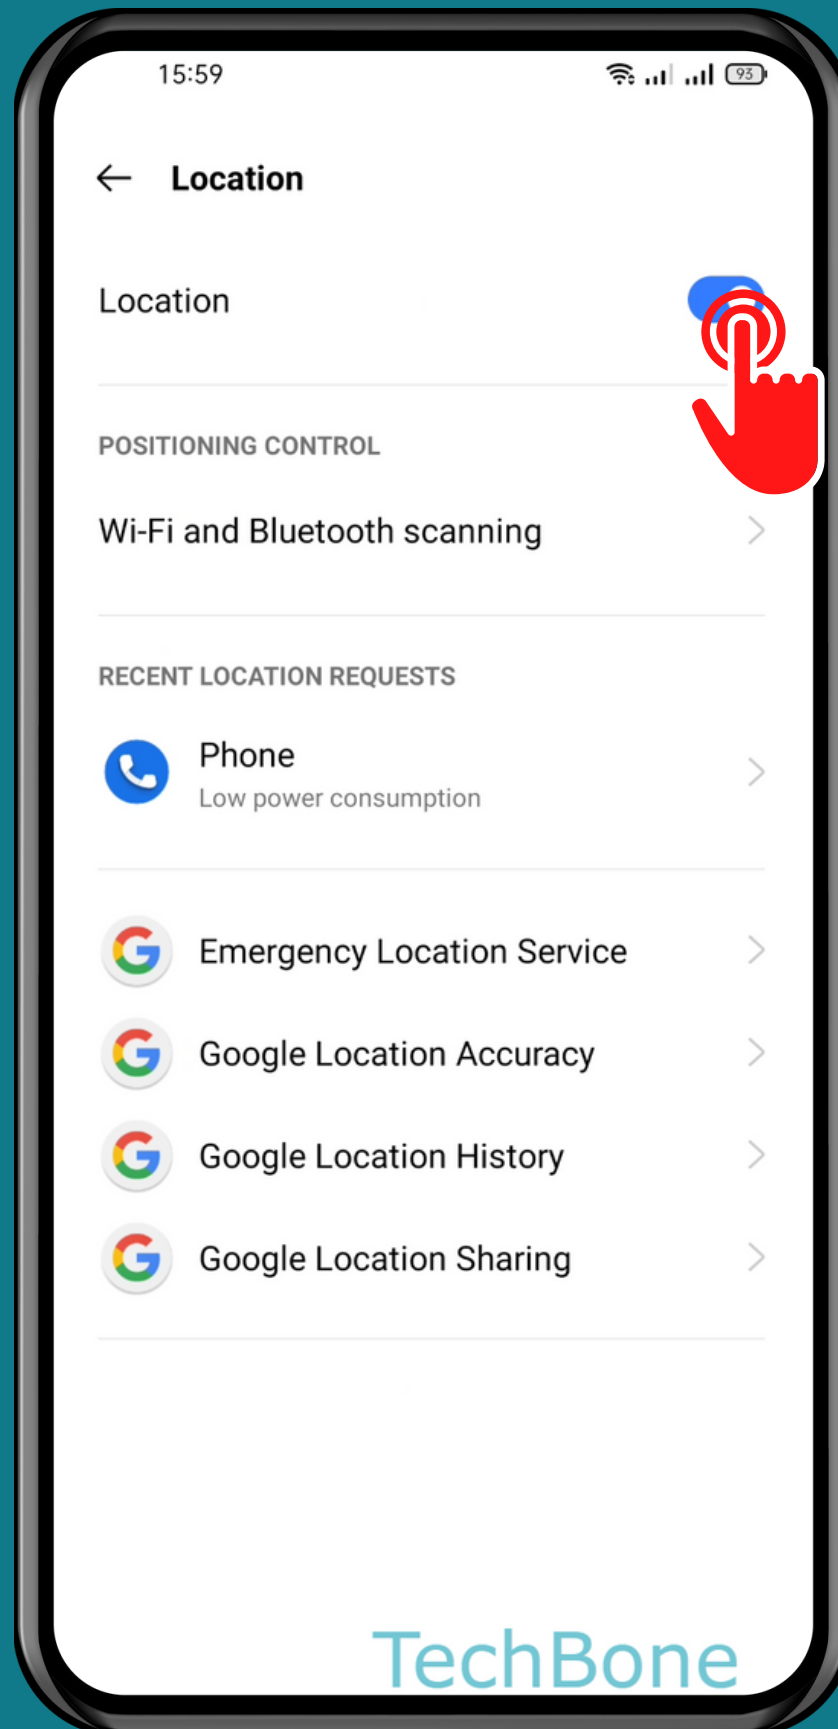 15:59
93
Location
Location
POSITIONING CONTROL
Wi-Fi and Bluetooth scanning
RECENT LOCATION REQUESTS
Phone
Low power consumption
Emergency Location Service
Google Location Accuracy
Google Location History
Google Location Sharing
TechBone